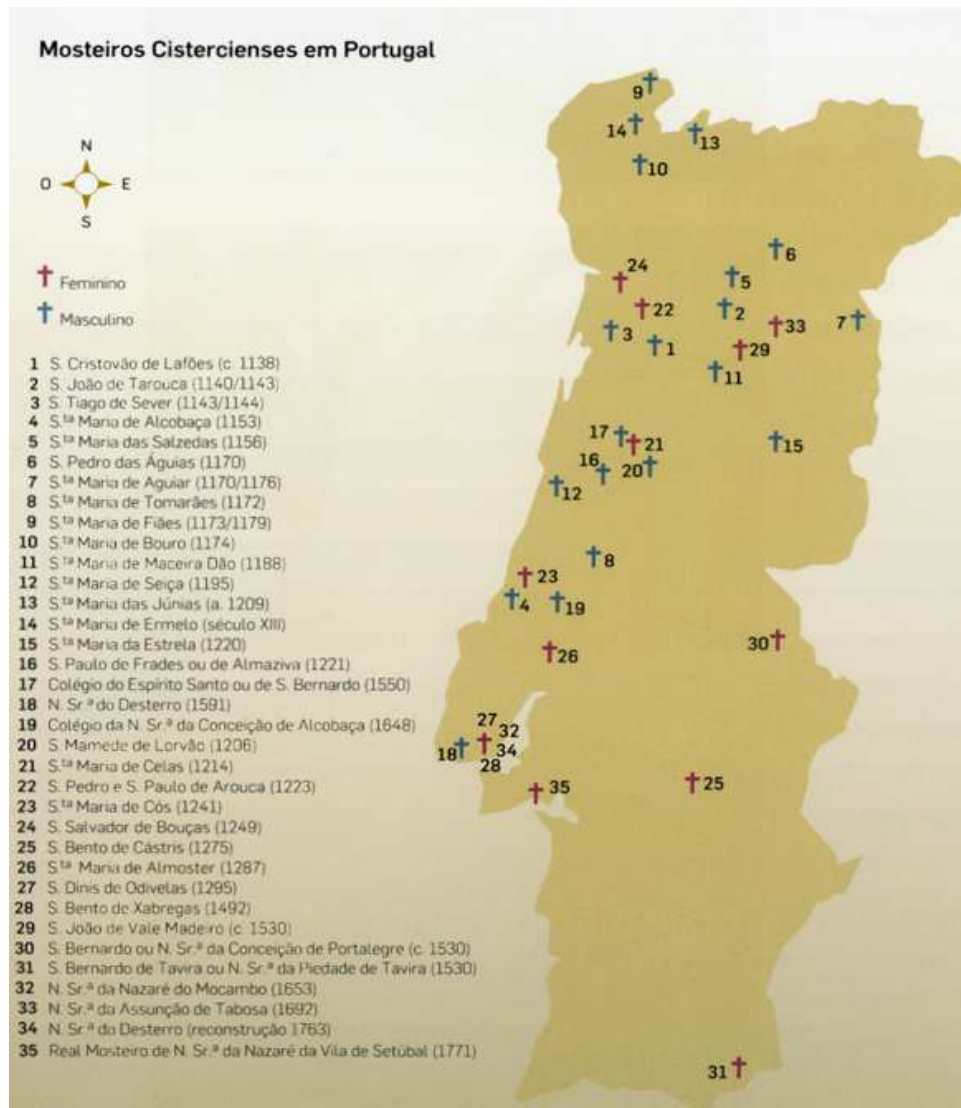 Mosteiros Cistercienses em Portugal
N
O E
S
Feminino
Masculino
1 S. Cristovão de Lafões (c. 1138)
2 S. João de Tarouca (1140/1143)
3 S. Tiago de Sever (1143/1144)
4 S.ta Maria de Alcobaça (1153)
5 S.ta Maria das Salzedas (1156)
6 S. Pedro das Águias (1170)
7 S.ta Maria de Aguiar (1170/1176)
8 S.ta Maria de Tomarães (1172)
9 S.ta Maria de Fiães (1173/1179)
10 S.ta Maria de Bouro (1174)
11 S.ta Maria de Maceira Dão (1188)
12 S.ta Maria de Seiça (1195)
13 S.ta Maria das Júnias (a. 1209)
14 S.ta Maria de Ermelo (século XIII)
15 S.ta Maria da Estrela (1220)
16 S. Paulo de Frades ou de Almaziva (1221)
17 Colégio do Espírito Santo ou de S. Bernardo (1550)
18 N. Sr.ª do Desterro (1591)
19 Colégio da N. Sr.ª da Conceição de Alcobaça (1648)
20 S. Mamede de Lorvão (1206)
21 S.ta Maria de Celas (1214)
22 S. Pedro e S. Paulo de Arouca (1223)
23 S.ta Maria de Cós (1241)
24 S. Salvador de Bouças (1249)
25 S. Bento de Cástris (1275)
26 S.ta Maria de Almoster (1287)
27 S. Dinis de Odivelas (1295)
28 S. Bento de Xabregas (1492)
29 S. João de Vale Madeiro (c. 1530)
30 S. Bernardo ou N. Sr.ª da Conceição de Portalegre (c. 1530)
31 S. Bernardo de Tavira ou N. Sr.ª da Piedade de Tavira (1530)
32 N. Sr.ª da Nazaré do Mocambo (1653)
33 N. Sr.ª da Assunção de Tabosa (1692)
34 N. Sr.ª do Desterro (reconstrução 1763)
35 Real Mosteiro de N. Sr.ª da Nazaré da Vila de Setúbal (1771)
9
14
13
10
6
24
5
22
2
33
7
3
1
29
11
17
21
15
16
20
12
8
23
4
19
30
26
27
32
18
34
28
25
35
31